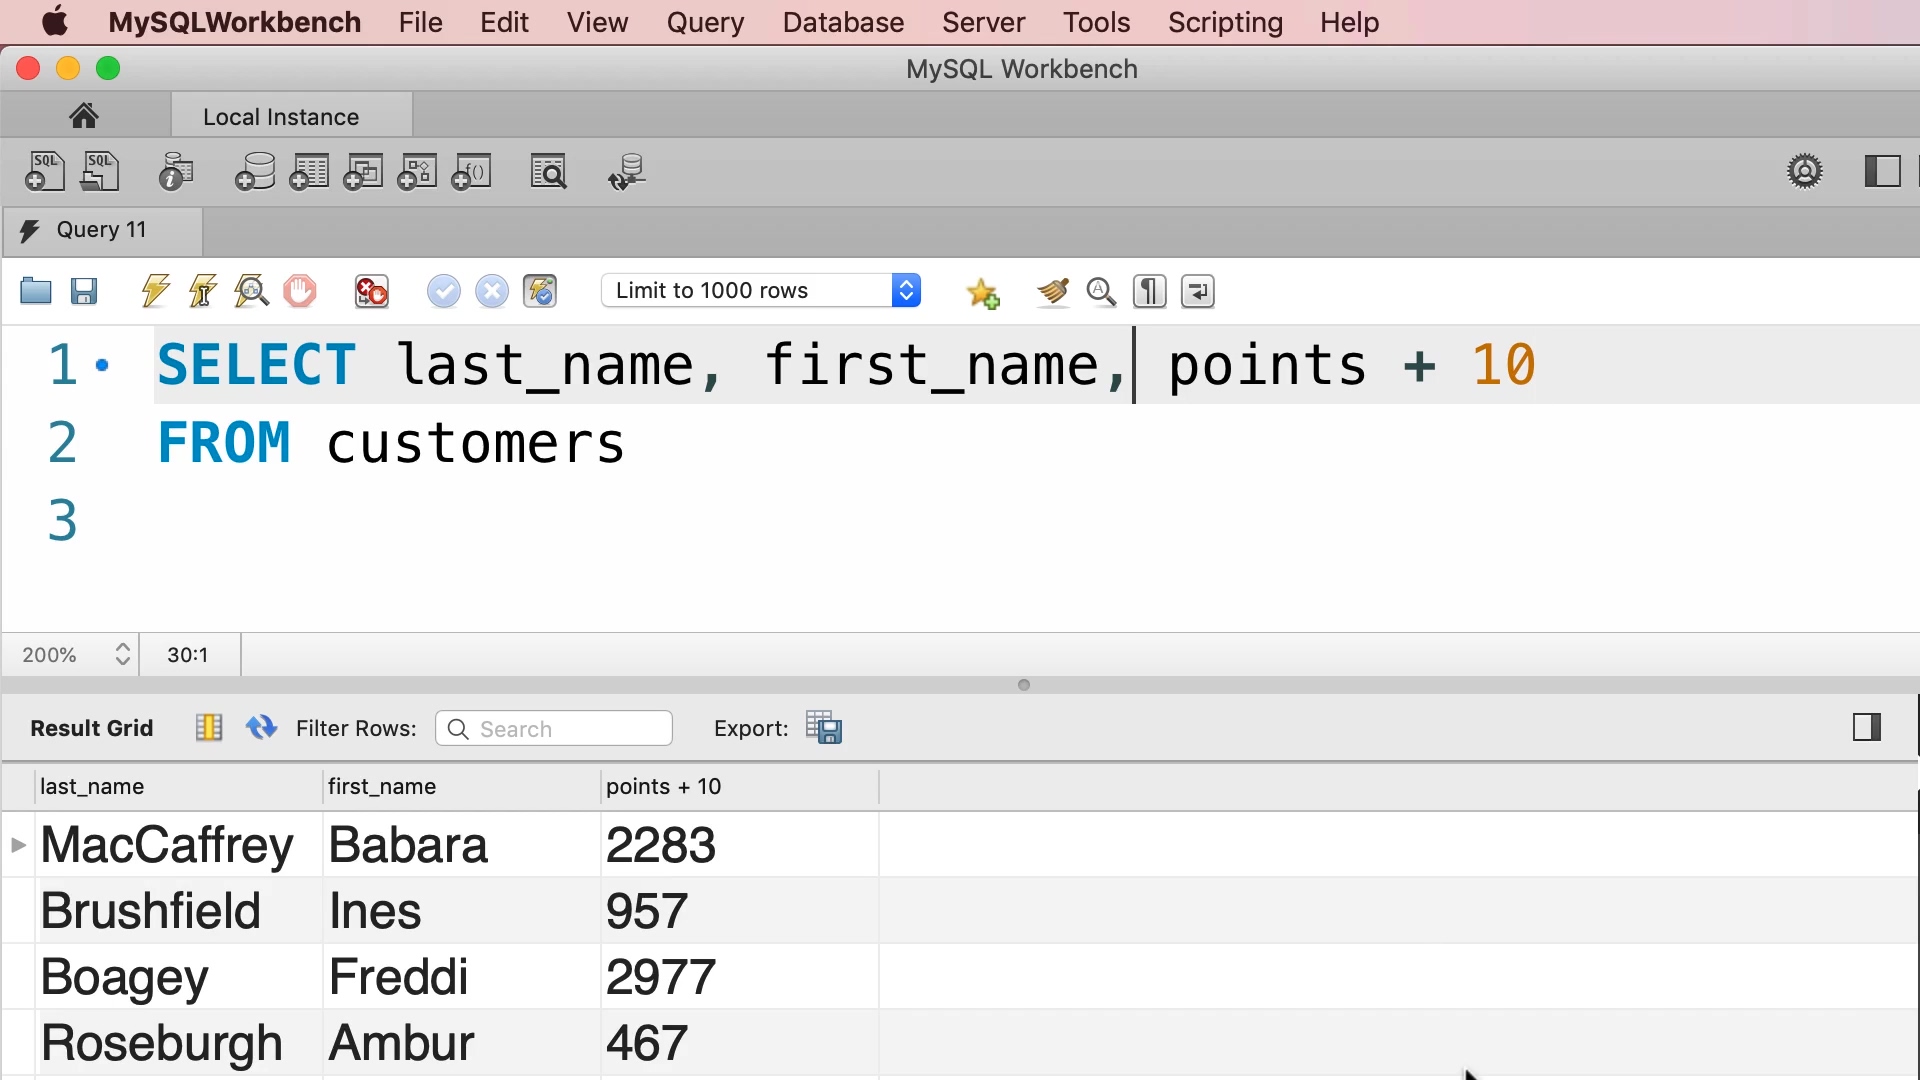 MySQLWorkbench File Edit View Query Database Server Tools Scripting Help
MySQL Workbench
Local Instance
SQL SQL i f()
Query 11
Limit to 1000 rows
1 SELECT last_name, first_name, points + 10
2 FROM customers
3
200% 30:1
Result Grid Filter Rows: Search Export:
last_name first_name points + 10
MacCaffrey Babara 2283
Brushfield Ines 957
Boagey Freddi 2977
Roseburgh Ambur 467